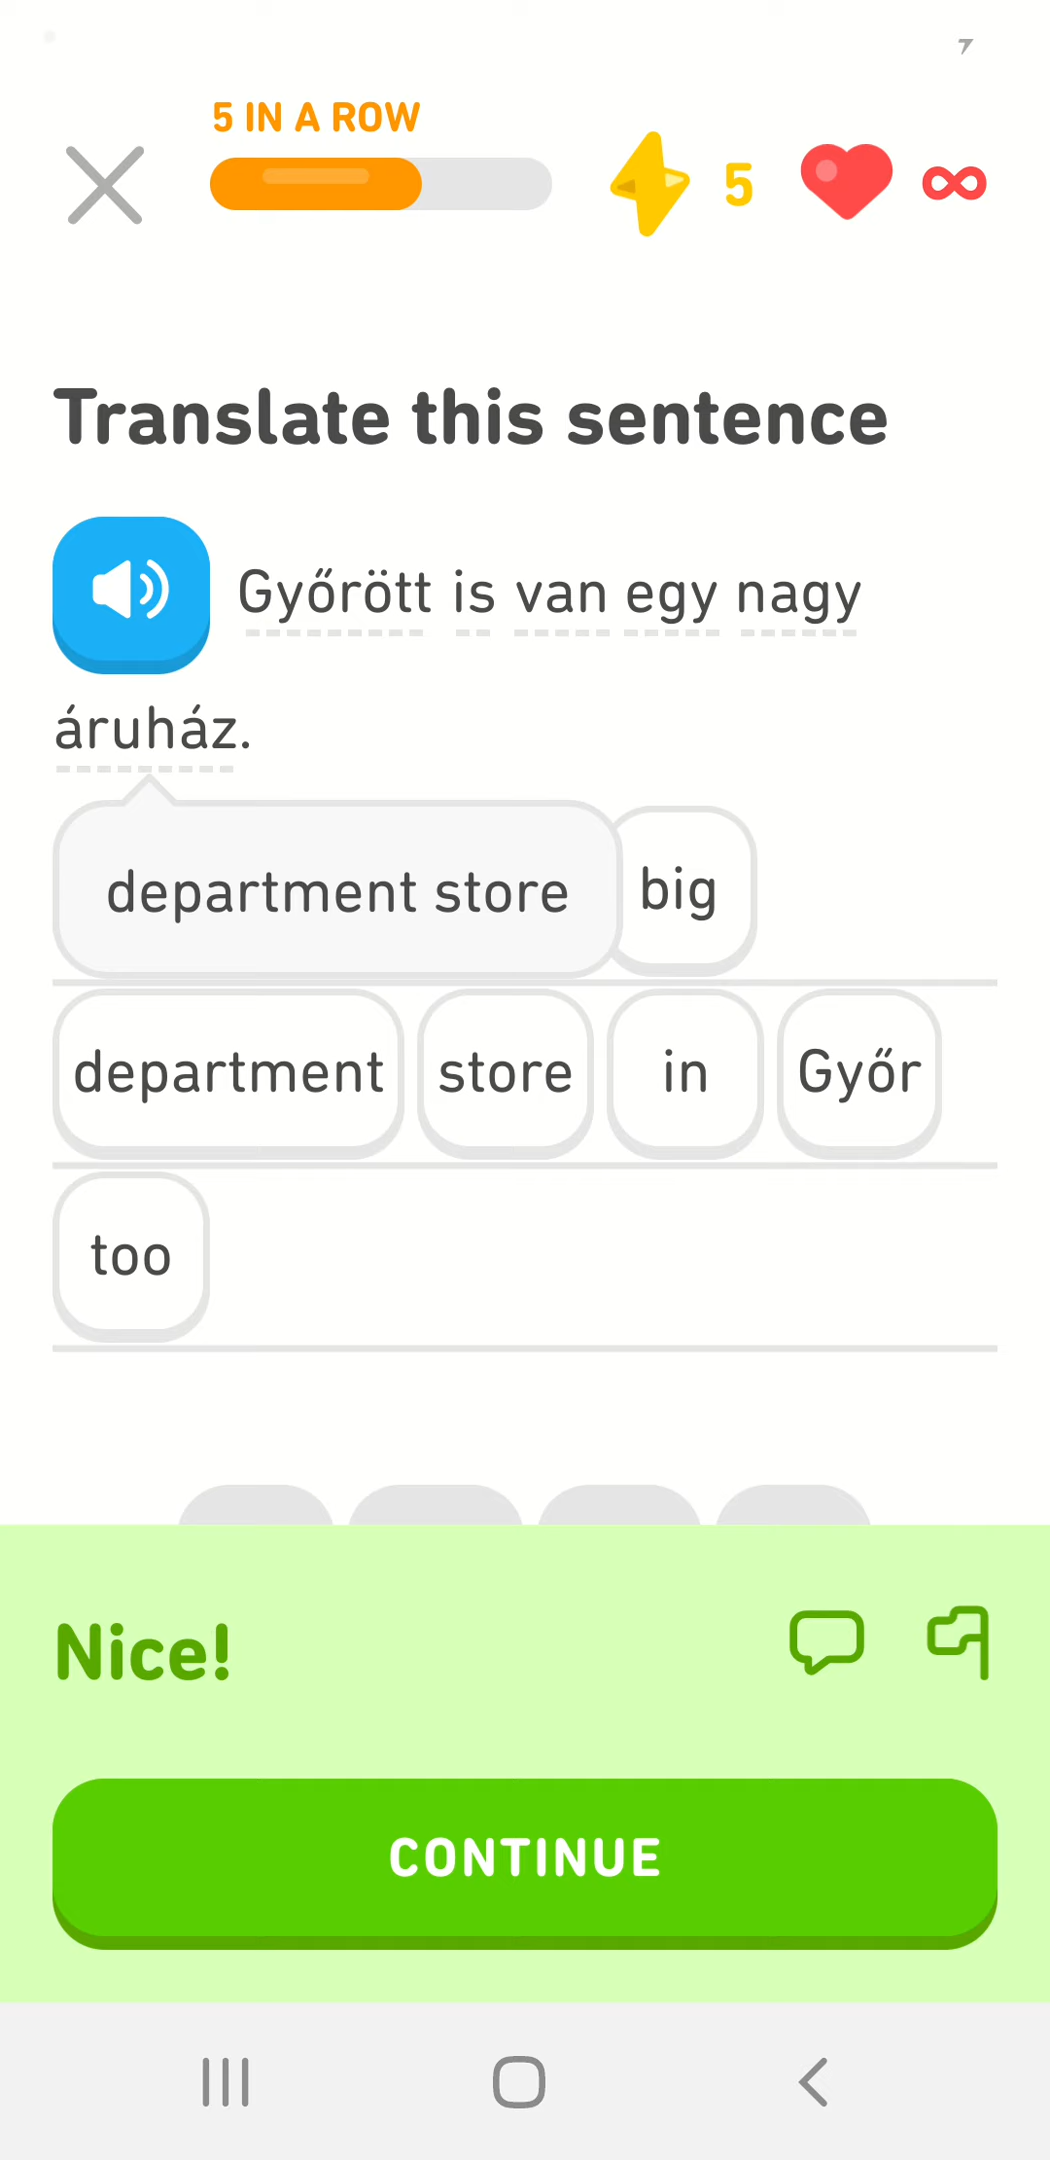 5 IN A ROW
5
Translate this sentence
Győrött is van egy nagy
áruház.
department store
big
department store in Győr
too
Nice!
CONTINUE